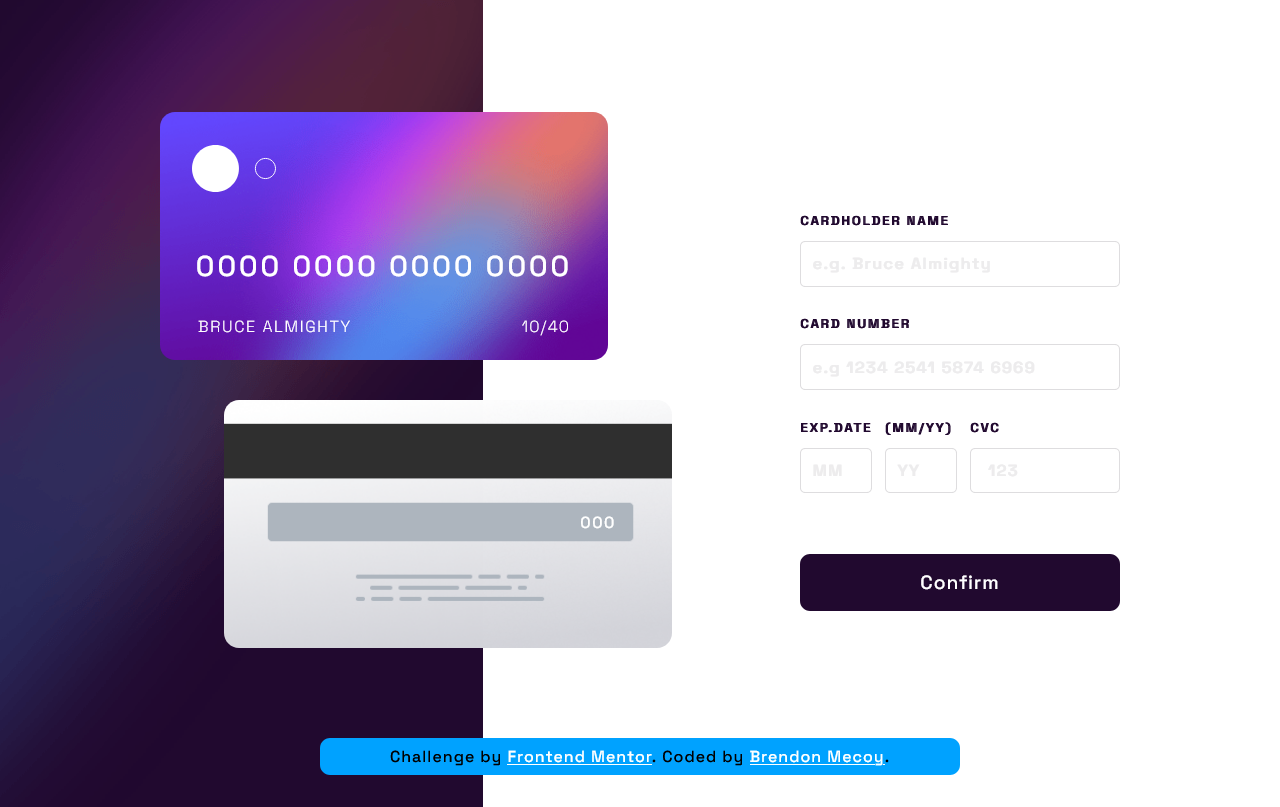 0000 0000 0000 0000
BRUCE ALMIGHTY 10/40
000
CARDHOLDER NAME
e.g. Bruce Almighty
CARD NUMBER
e.g 1234 2541 5874 6969
EXP.DATE (MM/YY) CVC
MM YY 123
Confirm
Challenge by Frontend Mentor. Coded by Brendon Mecoy.